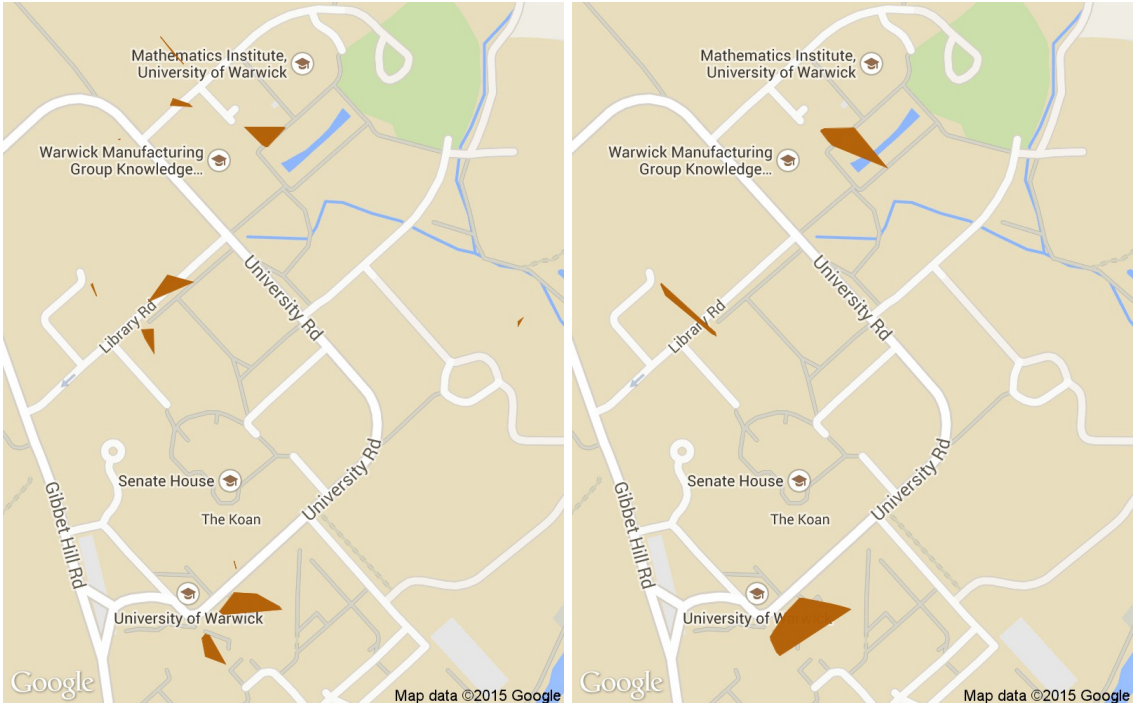 Mathematics Institute,
University of Warwick
Warwick Manufacturing
Group Knowledge...
University Rd
Library Rd
Senate House
University Rd
The Koan
Gibbet Hill Rd
University of Warwick
Google
Map data ©2015 Google
Mathematics Institute,
University of Warwick
Warwick Manufacturing
Group Knowledge...
University Rd
Library Rd
Senate House
University Rd
The Koan
Gibbet Hill Rd
University of Warwick
Google
Map data ©2015 Google